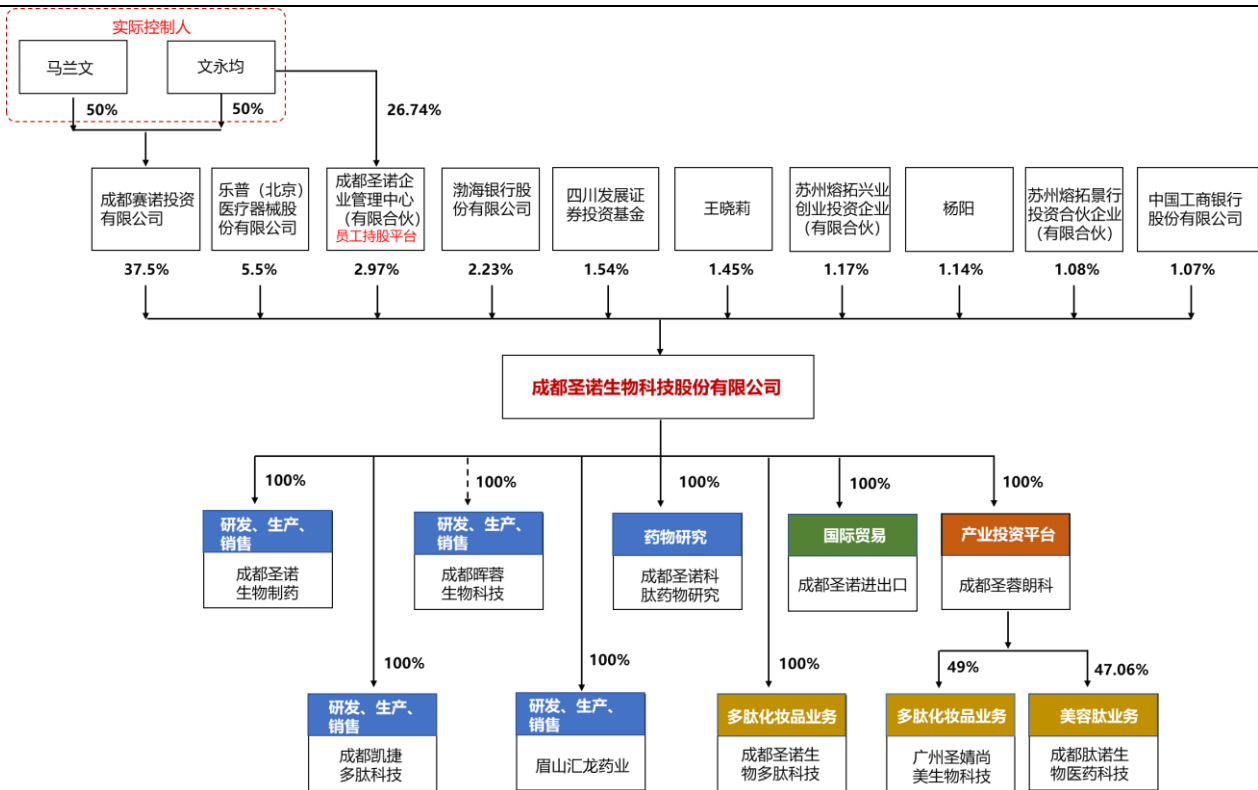 实际控制人
马兰文
文永均
50%
50%
26.74%
成都赛诺投资
有限公司
乐普（北京）
医疗器械股
份有限公司
成都圣诺企
业管理中心
（有限合伙）
员工持股平台
渤海银行股
份有限公司
四川发展证
券投资基金
王晓莉
苏州熔拓兴业
创业投资企业
（有限合伙）
杨阳
苏州熔拓景行
投资合伙企业
（有限合伙）
中国工商银行
股份有限公司
37.5%
5.5%
2.97%
2.23%
1.54%
1.45%
1.17%
1.14%
1.08%
1.07%
成都圣诺生物科技股份有限公司
100%
100%
100%
100%
100%
研发、生产、
销售
成都圣诺
生物制药
研发、生产、
销售
成都晖蓉
生物科技
药物研究
成都圣诺科
肽药物研究
国际贸易
成都圣诺进出口
产业投资平台
成都圣蓉朗科
100%
100%
100%
49%
47.06%
研发、生产、
销售
成都凯捷
多肽科技
研发、生产、
销售
眉山汇龙药业
多肽化妆品业务
成都圣诺生
物多肽科技
多肽化妆品业务
广州圣婧尚
美生物科技
美容肽业务
成都肽诺生
物医药科技